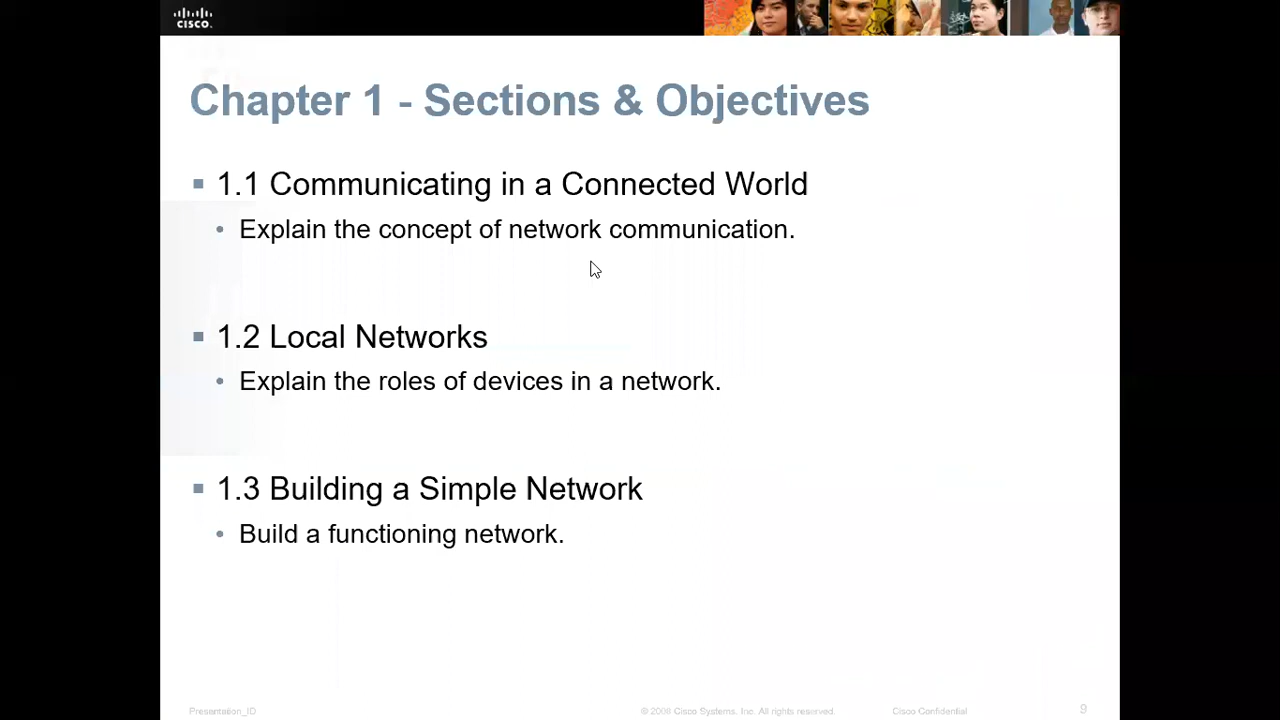 CISCO.
Chapter 1 - Sections & Objectives
1.1 Communicating in a Connected World
Explain the concept of network communication.
1.2 Local Networks
Explain the roles of devices in a network.
1.3 Building a Simple Network
Build a functioning network.
Presentation_ID
© 2008 Cisco Systems, Inc. All rights reserved.
Cisco Confidential
9